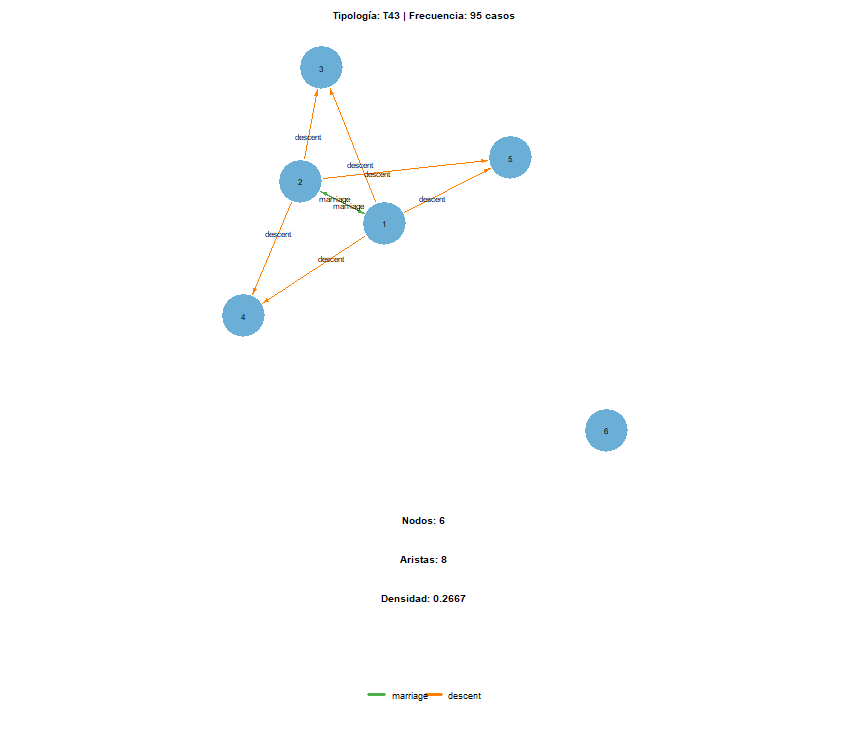 Tipología: T43 | Frecuencia: 95 casos
3
descent
5
descent
descent
2
marriage
descent
marriage
1
descent
descent
4
6
Nodos: 6
Aristas: 8
Densidad: 0.2667
marriage descent